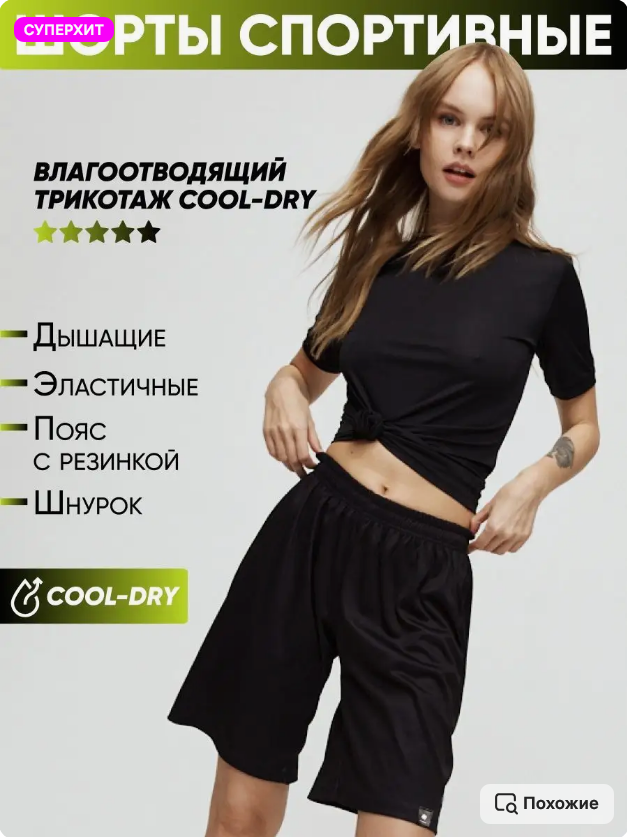 СУПЕРХИТ
ШОРТЫ СПОРТИВНЫЕ
ВЛАГООТВОДЯЩИЙ
ТРИКОТАЖ COOL-DRY
Дышащие
Эластичные
Пояс
с резинкой
Шнурок
COOL-DRY
Похожие